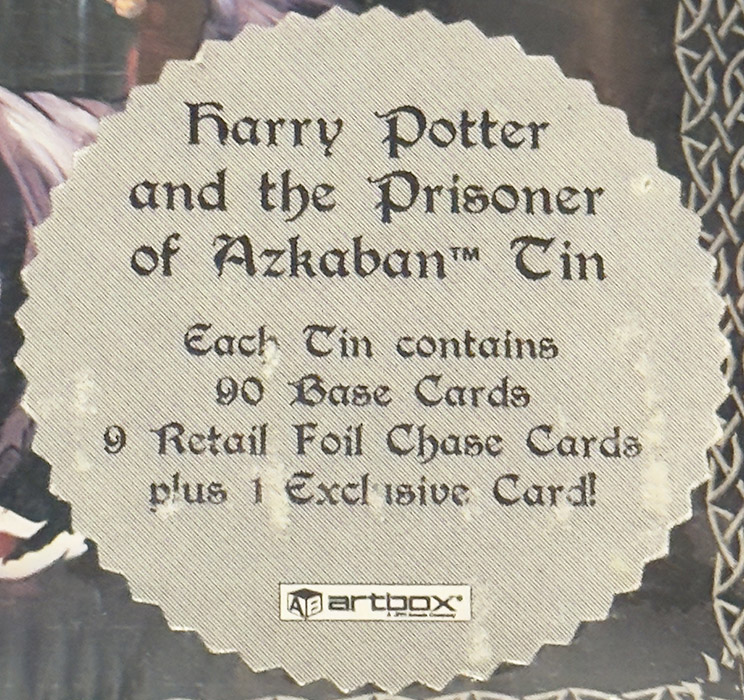 Harry Potter
and the Prisoner
of Azkaban™ Tin
Each Tin contains
90 Base Cards
9 Retail Foil Chase Cards
plus 1 Exclusive Card!
artbox